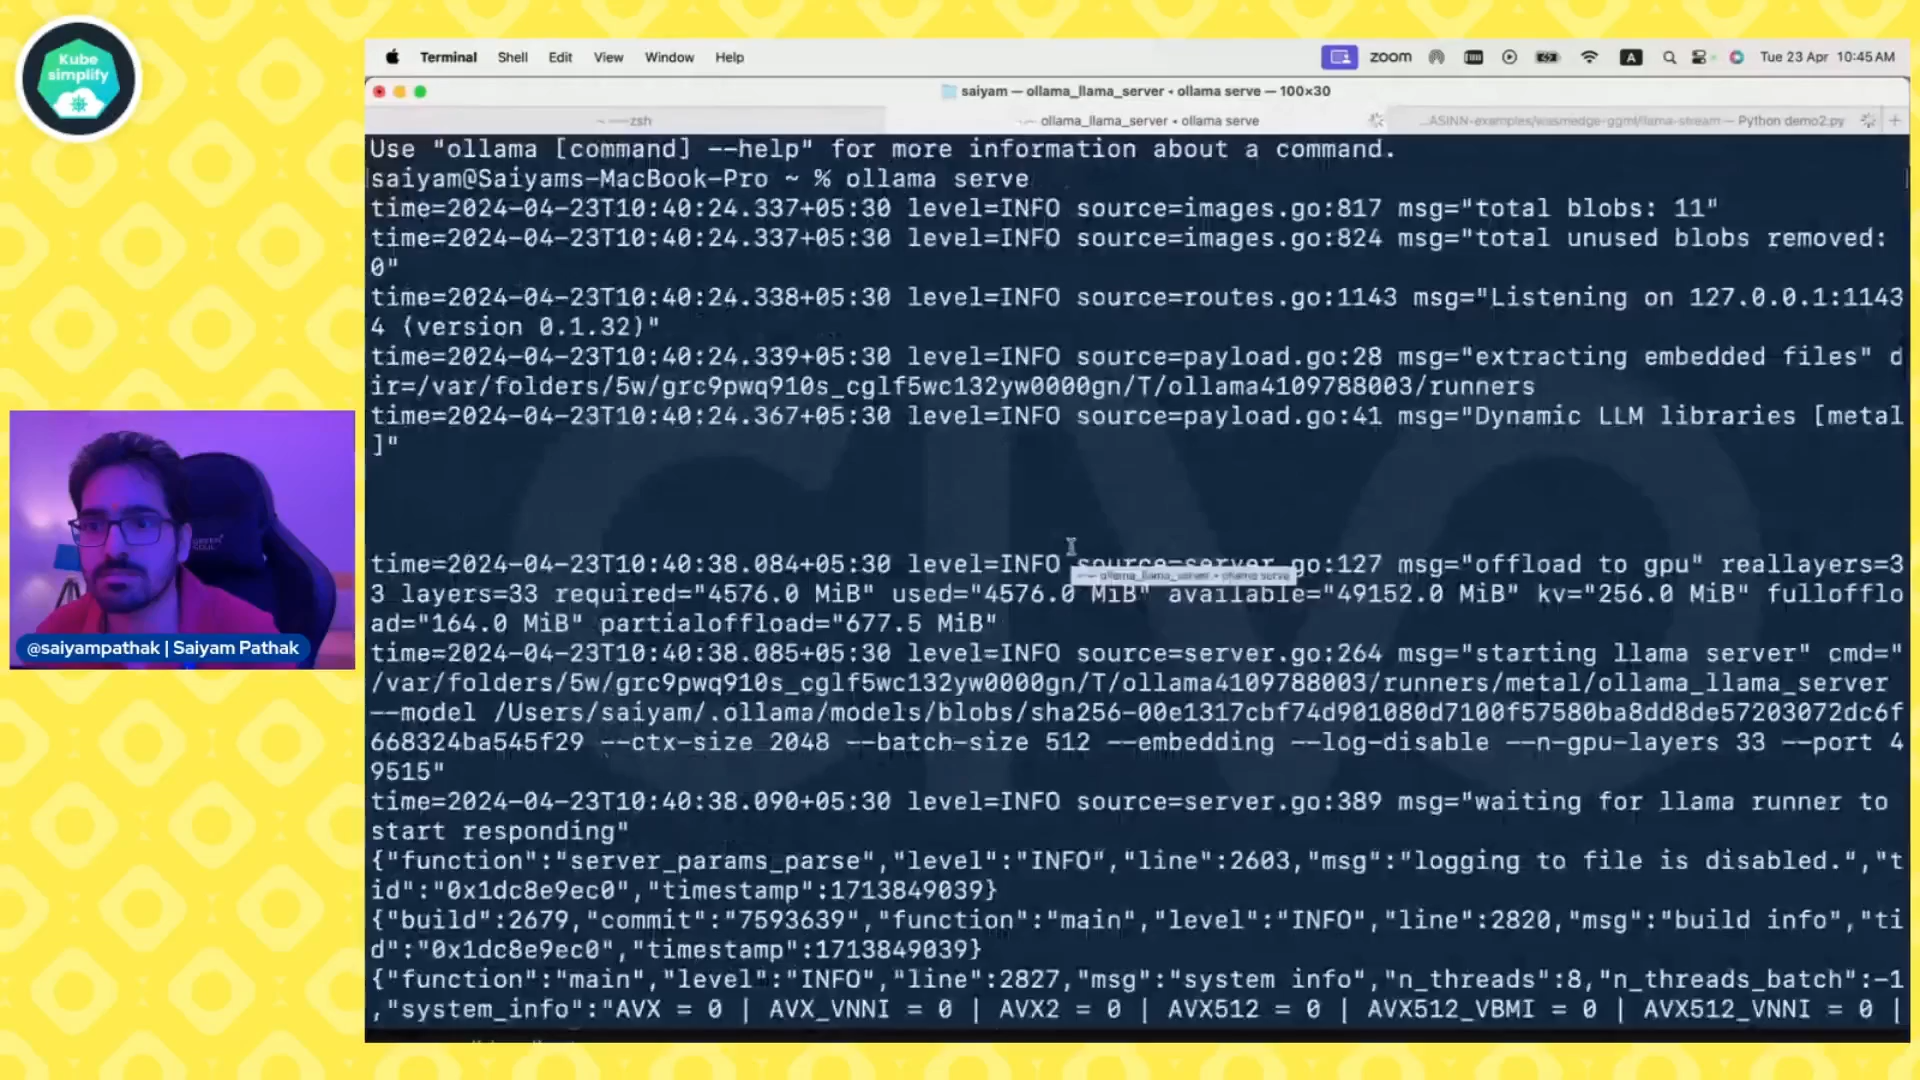 Kube
simplify
Terminal Shell Edit View Window Help
zoom
A
Tue 23 Apr 10:45 AM
saiyam — ollama_llama_server • ollama serve — 100×30
~ — -zsh
ollama_llama_server • ollama serve
...ASINN-examples/wasmedge-ggml/llama-stream — Python demo2.py
Use "ollama [command] --help" for more information about a command.
saiyam@Saiyams-MacBook-Pro ~ % ollama serve
time=2024-04-23T10:40:24.337+05:30 level=INFO source=images.go:817 msg="total blobs: 11"
time=2024-04-23T10:40:24.337+05:30 level=INFO source=images.go:824 msg="total unused blobs removed:
0"
time=2024-04-23T10:40:24.338+05:30 level=INFO source=routes.go:1143 msg="Listening on 127.0.0.1:1143
4 (version 0.1.32)"
time=2024-04-23T10:40:24.339+05:30 level=INFO source=payload.go:28 msg="extracting embedded files" d
ir=/var/folders/5w/grc9pwq910s_cglf5wc132yw0000gn/T/ollama4109788003/runners
time=2024-04-23T10:40:24.367+05:30 level=INFO source=payload.go:41 msg="Dynamic LLM libraries [metal
]"
CIVO
time=2024-04-23T10:40:38.084+05:30 level=INFO source=server.go:127 msg="offload to gpu" reallayers=3
ollama_llama_server • ollama serve
3 layers=33 required="4576.0 MiB" used="4576.0 MiB" available="49152.0 MiB" kv="256.0 MiB" fullofflo
ad="164.0 MiB" partialoffload="677.5 MiB"
time=2024-04-23T10:40:38.085+05:30 level=INFO source=server.go:264 msg="starting llama server" cmd="
/var/folders/5w/grc9pwq910s_cglf5wc132yw0000gn/T/ollama4109788003/runners/metal/ollama_llama_server
--model /Users/saiyam/.ollama/models/blobs/sha256-00e1317cbf74d901080d7100f57580ba8dd8de57203072dc6f
668324ba545f29 --ctx-size 2048 --batch-size 512 --embedding --log-disable --n-gpu-layers 33 --port 4
9515"
time=2024-04-23T10:40:38.090+05:30 level=INFO source=server.go:389 msg="waiting for llama runner to
start responding"
{"function":"server_params_parse","level":"INFO","line":2603,"msg":"logging to file is disabled.","t
id":"0x1dc8e9ec0","timestamp":1713849039}
{"build":2679,"commit":"7593639","function":"main","level":"INFO","line":2820,"msg":"build info","ti
d":"0x1dc8e9ec0","timestamp":1713849039}
{"function":"main","level":"INFO","line":2827,"msg":"system info","n_threads":8,"n_threads_batch":-1
,"system_info":"AVX = 0 | AVX_VNNI = 0 | AVX2 = 0 | AVX512 = 0 | AVX512_VBMI = 0 | AVX512_VNNI = 0 |
@saiyampathak | Saiyam Pathak